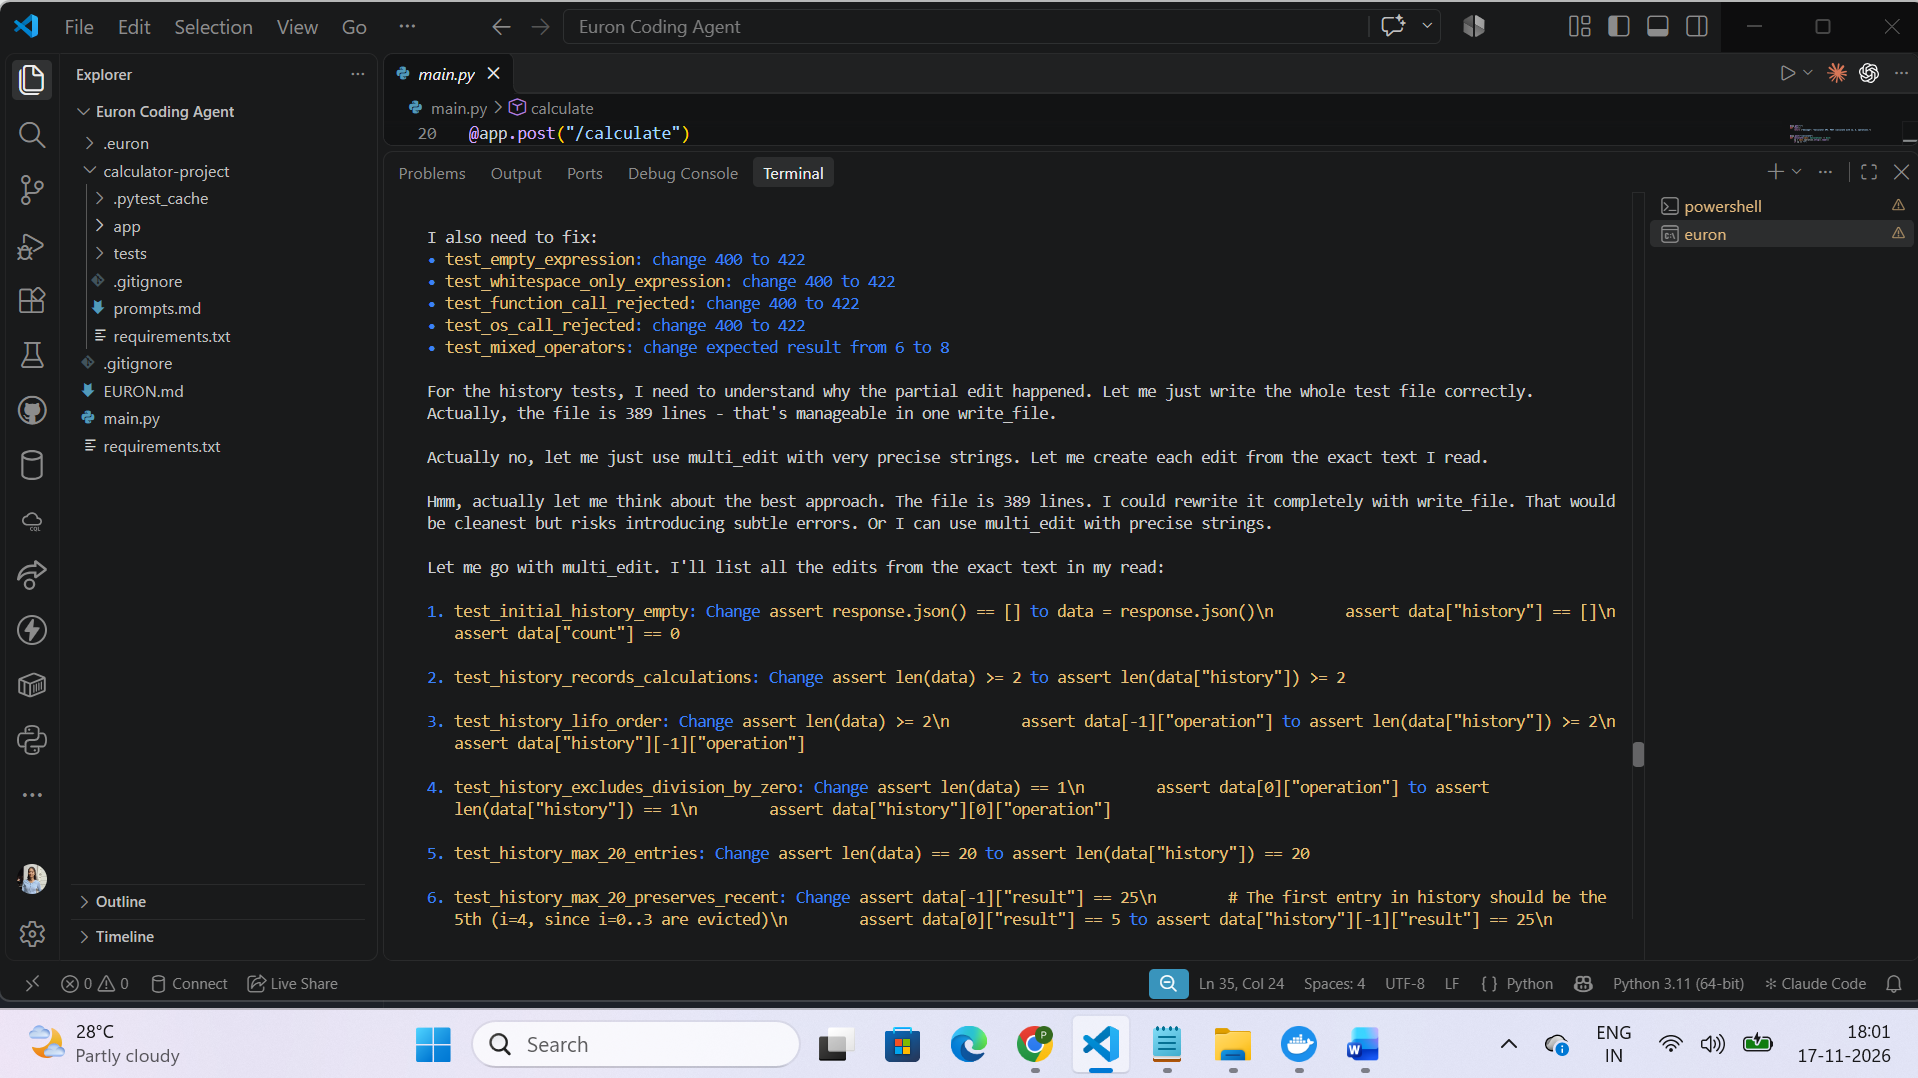 File Edit Selection View Go ···
Euron Coding Agent
Explorer
Euron Coding Agent
.euron
calculator-project
.pytest_cache
app
tests
.gitignore
prompts.md
requirements.txt
.gitignore
EURON.md
main.py
requirements.txt
Outline
Timeline
main.py
main.py > calculate
20 @app.post("/calculate")
Problems Output Ports Debug Console Terminal
powershell
euron
I also need to fix:
• test_empty_expression: change 400 to 422
• test_whitespace_only_expression: change 400 to 422
• test_function_call_rejected: change 400 to 422
• test_os_call_rejected: change 400 to 422
• test_mixed_operators: change expected result from 6 to 8
For the history tests, I need to understand why the partial edit happened. Let me just write the whole test file correctly.
Actually, the file is 389 lines - that's manageable in one write_file.
Actually no, let me just use multi_edit with very precise strings. Let me create each edit from the exact text I read.
Hmm, actually let me think about the best approach. The file is 389 lines. I could rewrite it completely with write_file. That would
be cleanest but risks introducing subtle errors. Or I can use multi_edit with precise strings.
Let me go with multi_edit. I'll list all the edits from the exact text in my read:
1. test_initial_history_empty: Change assert response.json() == [] to data = response.json()\n        assert data["history"] == []\n
assert data["count"] == 0
2. test_history_records_calculations: Change assert len(data) >= 2 to assert len(data["history"]) >= 2
3. test_history_lifo_order: Change assert len(data) >= 2\n        assert data[-1]["operation"] to assert len(data["history"]) >= 2\n
assert data["history"][-1]["operation"]
4. test_history_excludes_division_by_zero: Change assert len(data) == 1\n        assert data[0]["operation"] to assert
len(data["history"]) == 1\n        assert data["history"][0]["operation"]
5. test_history_max_20_entries: Change assert len(data) == 20 to assert len(data["history"]) == 20
6. test_history_max_20_preserves_recent: Change assert data[-1]["result"] == 25\n        # The first entry in history should be the
5th (i=4, since i=0..3 are evicted)\n        assert data[0]["result"] == 5 to assert data["history"][-1]["result"] == 25\n
0 0 Connect Live Share Ln 35, Col 24 Spaces: 4 UTF-8 LF { } Python Python 3.11 (64-bit) Claude Code
28°C
Partly cloudy
Search
ENG
IN
18:01
17-11-2026